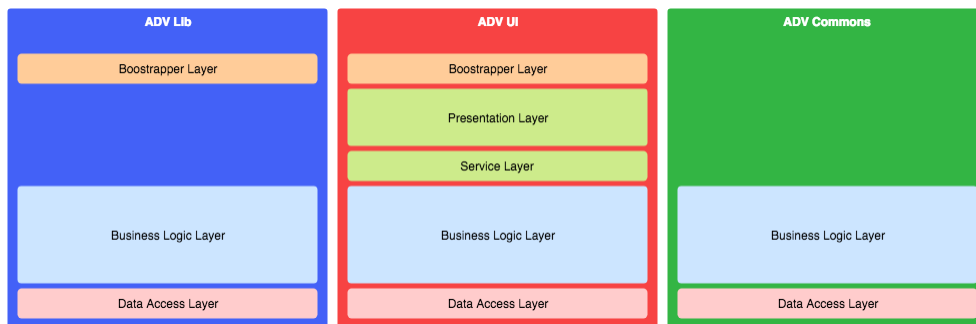 ADV Lib
Boostrapper Layer
Business Logic Layer
Data Access Layer
ADV UI
Boostrapper Layer
Presentation Layer
Service Layer
Business Logic Layer
Data Access Layer
ADV Commons
Business Logic Layer
Data Access Layer